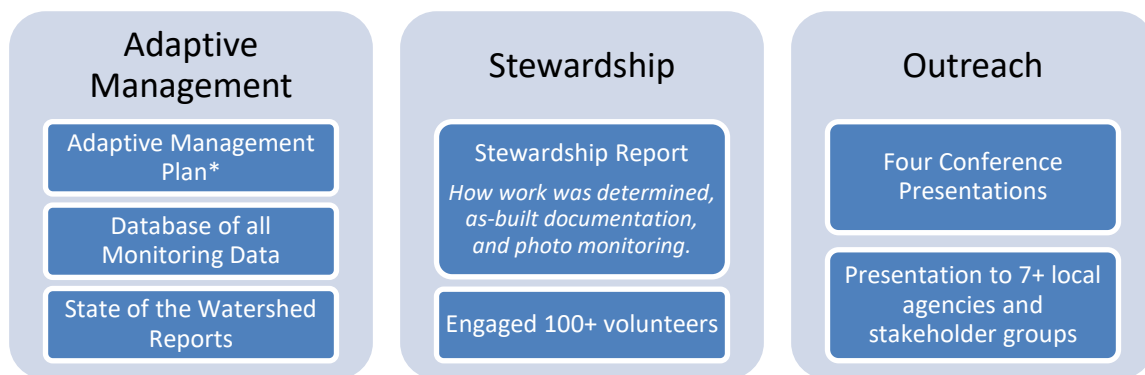 Adaptive
Management
Adaptive Management
Plan*
Database of all
Monitoring Data
State of the Watershed
Reports
Stewardship
Stewardship Report
How work was determined,
as-built documentation,
and photo monitoring.
Engaged 100+ volunteers
Outreach
Four Conference
Presentations
Presentation to 7+ local
agencies and
stakeholder groups